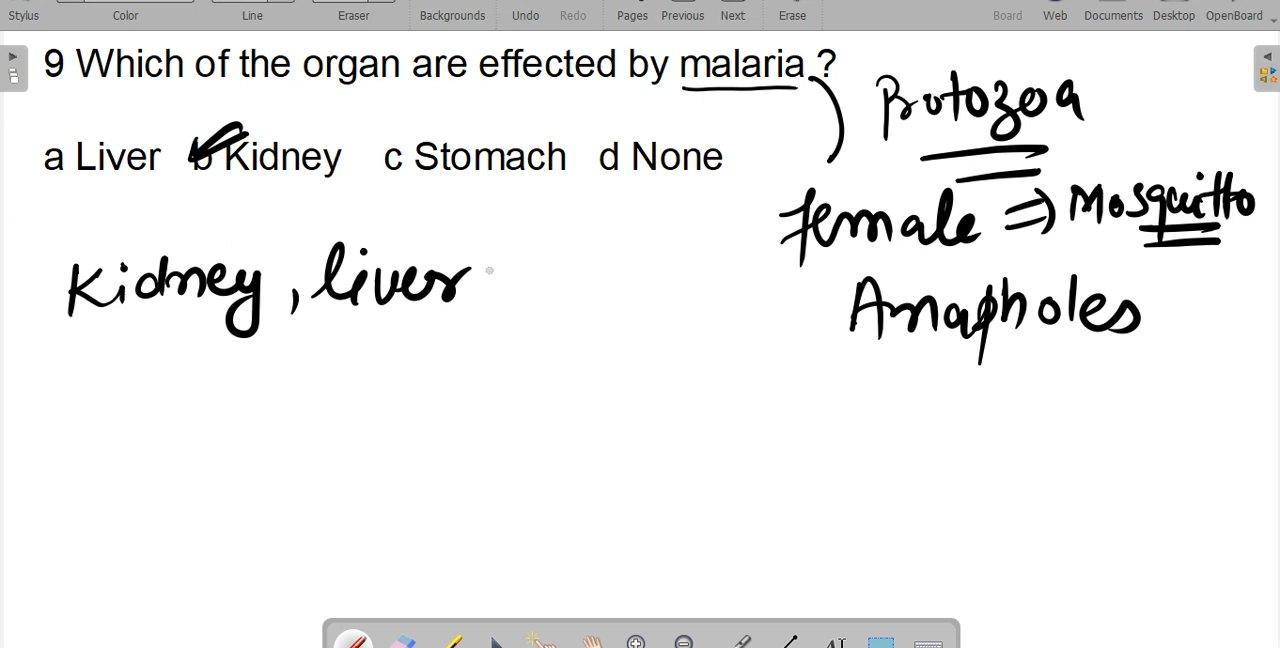 Stylus Color Line Eraser Backgrounds Undo Redo Pages Previous Next Erase Board Web Documents Desktop OpenBoard
9 Which of the organ are effected by malaria ?
Protozoa
a Liver b Kidney c Stomach d None
female => Mosquitto
Kidney, liver
Anapholes